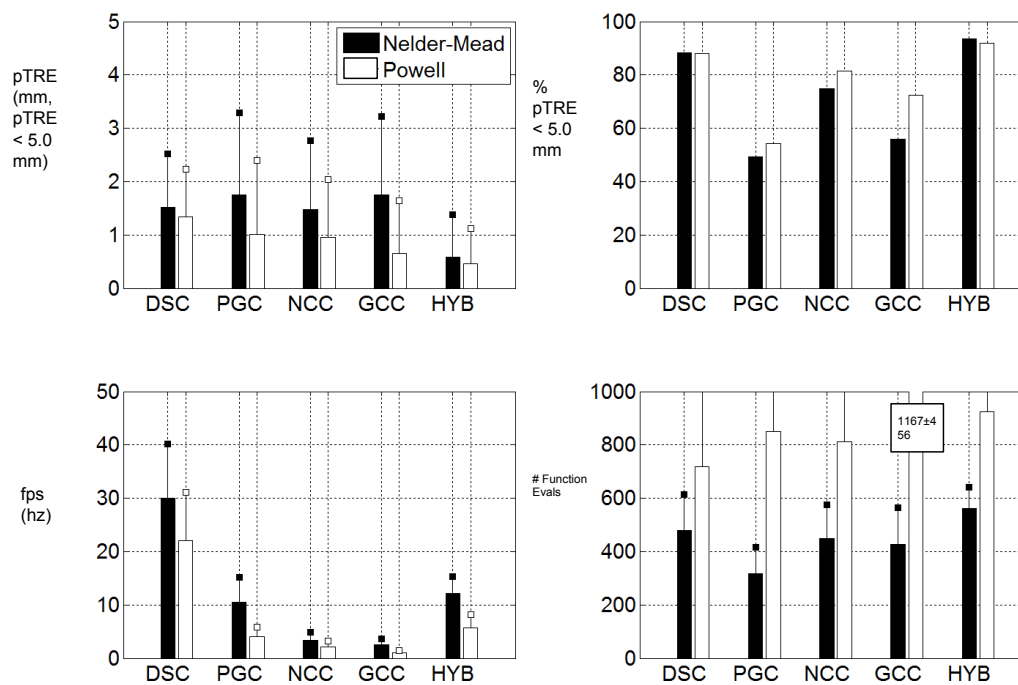 pTRE
(mm,
pTRE
< 5.0
mm)
5
4
3
2
1
0
Nelder-Mead
Powell
DSC PGC NCC GCC HYB
%
pTRE
< 5.0
mm
100
80
60
40
20
0
DSC PGC NCC GCC HYB
fps
(hz)
50
40
30
20
10
0
DSC PGC NCC GCC HYB
# Function
Evals
1000
800
600
400
200
0
1167±4
56
DSC PGC NCC GCC HYB